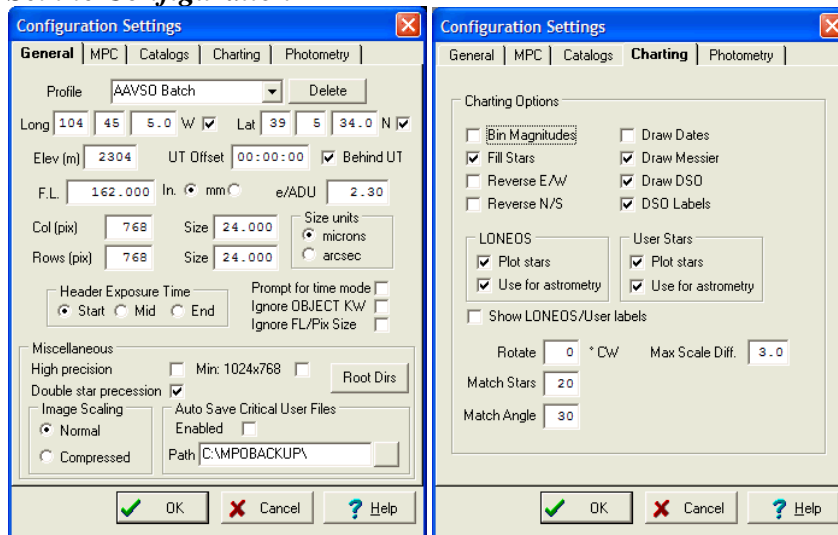 Configuration Settings
General MPC Catalogs Charting Photometry
Profile AAVSO Batch Delete
Long 104 45 5.0 W Lat 39 5 34.0 N
Elev (m) 2304 UT Offset 00:00:00 Behind UT
F.L. 162.000 In. mm e/ADU 2.30
Size units
Col (pix) 768 Size 24.000 microns
Rows (pix) 768 Size 24.000 arcsec
Header Exposure Time
Start Mid End
Prompt for time mode
Ignore OBJECT KW
Ignore FL/Pix Size
Miscellaneous
High precision Min: 1024x768 Root Dirs
Double star precession
Image Scaling
Normal
Compressed
Auto Save Critical User Files
Enabled
Path C:\MPOBACKUP\
OK Cancel Help
Configuration Settings
General MPC Catalogs Charting Photometry
Charting Options
Bin Magnitudes Draw Dates
Fill Stars Draw Messier
Reverse E/W Draw DSO
Reverse N/S DSO Labels
LONEOS User Stars
Plot stars Plot stars
Use for astrometry Use for astrometry
Show LONEOS/User labels
Rotate 0 ° CW Max Scale Diff. 3.0
Match Stars 20
Match Angle 30
OK Cancel Help